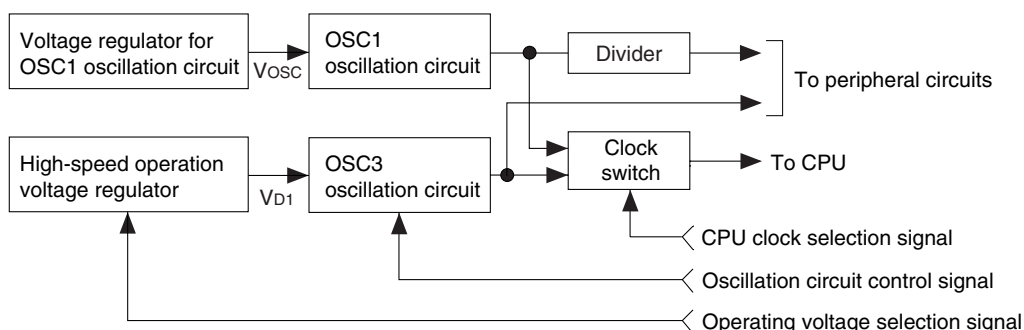 Voltage regulator for
OSC1 oscillation circuit
VOSC
OSC1
oscillation circuit
Divider
To peripheral circuits
High-speed operation
voltage regulator
VD1
OSC3
oscillation circuit
Clock
switch
To CPU
CPU clock selection signal
Oscillation circuit control signal
Operating voltage selection signal